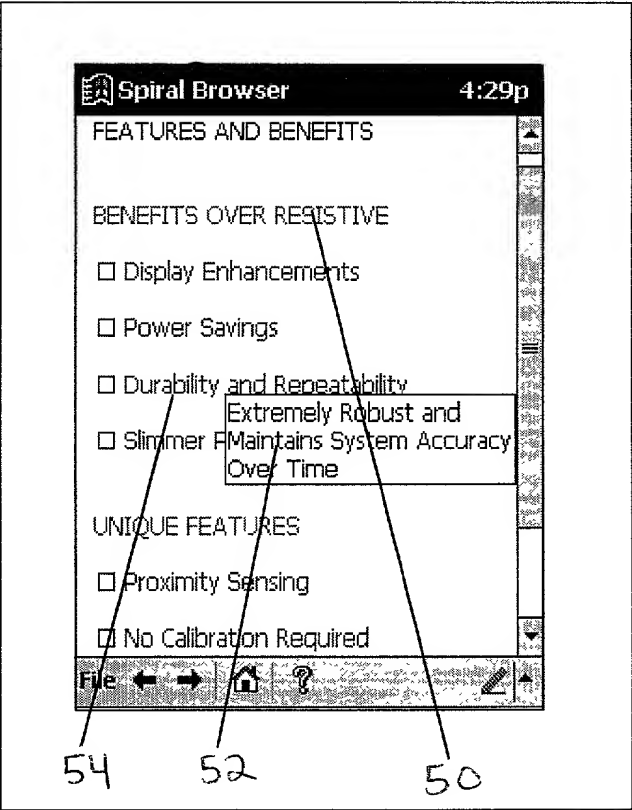 Spiral Browser 4:29p
FEATURES AND BENEFITS
BENEFITS OVER RESISTIVE
Display Enhancements
Power Savings
Durability and Repeatability
Extremely Robust and
Slimmer Maintains System Accuracy
Over Time
UNIQUE FEATURES
Proximity Sensing
No Calibration Required
File
54 52 50